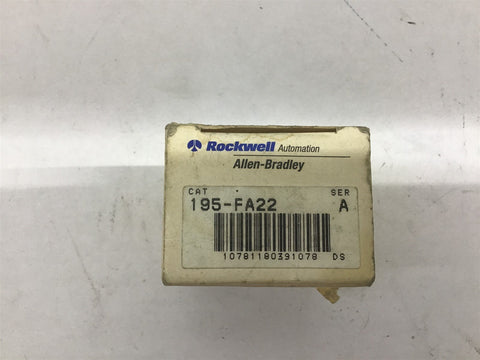 Rockwell Automation
Allen-Bradley
CAT SER
195-FA22 A
10781180391078 DS